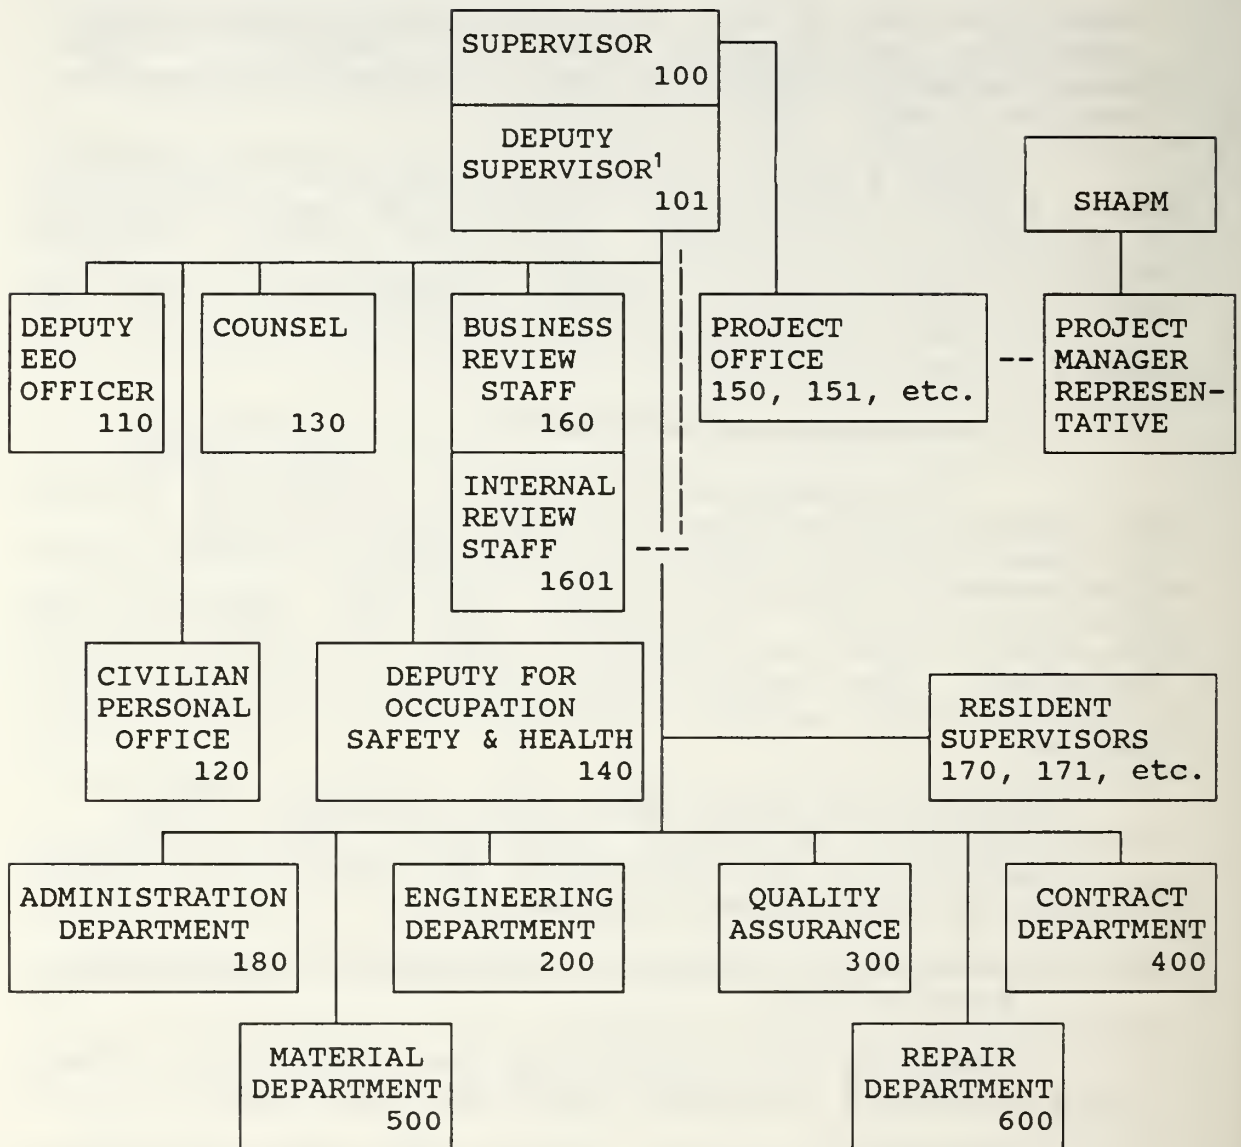 SUPERVISOR
100
DEPUTY
SUPERVISOR¹
101
SHAPM
DEPUTY
EEO
OFFICER
110
COUNSEL
130
BUSINESS
REVIEW
STAFF
160
INTERNAL
REVIEW
STAFF
1601
PROJECT
OFFICE
150, 151, etc.
PROJECT
MANAGER
REPRESEN-
TATIVE
CIVILIAN
PERSONAL
OFFICE
120
DEPUTY FOR
OCCUPATION
SAFETY & HEALTH
140
RESIDENT
SUPERVISORS
170, 171, etc.
ADMINISTRATION
DEPARTMENT
180
ENGINEERING
DEPARTMENT
200
QUALITY
ASSURANCE
300
CONTRACT
DEPARTMENT
400
MATERIAL
DEPARTMENT
500
REPAIR
DEPARTMENT
600